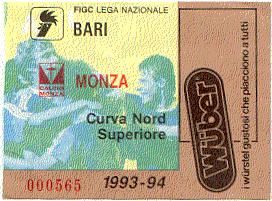 FIGC LEGA NAZIONALE
BARI
CALCIO
MONZA
MONZA
Curva Nord
Superiore
000565
1993-94
Wüber
i würstel gustosi che piacciono a tutti